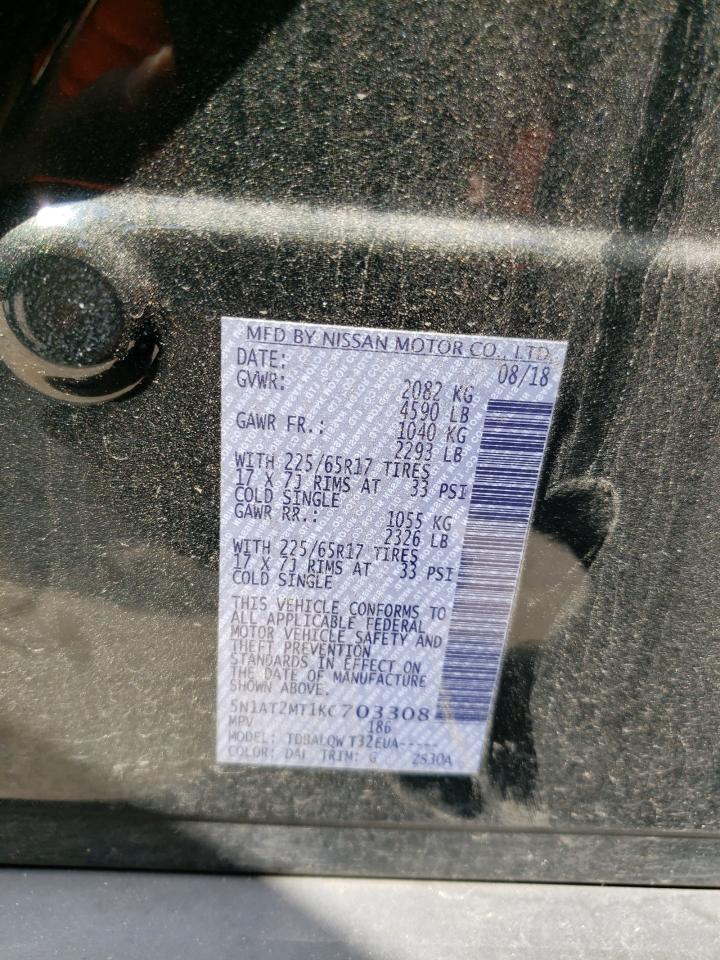 MFD BY NISSAN MOTOR CO., LTD.
DATE: 08/18
GVWR: 2082 KG
4590 LB
GAWR FR.: 1040 KG
2293 LB
WITH 225/65R17 TIRES
17 X 7J RIMS AT 33 PSI
COLD SINGLE
GAWR RR.: 1055 KG
2326 LB
WITH 225/65R17 TIRES
17 X 7J RIMS AT 33 PSI
COLD SINGLE
THIS VEHICLE CONFORMS TO
ALL APPLICABLE FEDERAL
MOTOR VEHICLE SAFETY AND
THEFT PREVENTION
STANDARDS IN EFFECT ON
THE DATE OF MANUFACTURE
SHOWN ABOVE.
5N1AT2MT1KC703308
MPV 186
MODEL: T32EUA-----
COLOR: TRIM: G 2S30A